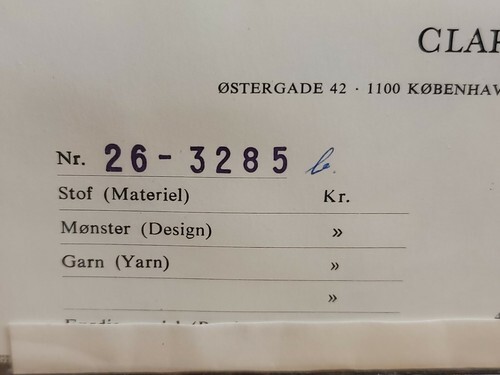 ØSTERGADE 42 · 1100
Nr. 26-3285
Stof (Materiel) Kr.
Mønster (Design) »
Garn (Yarn) »
»